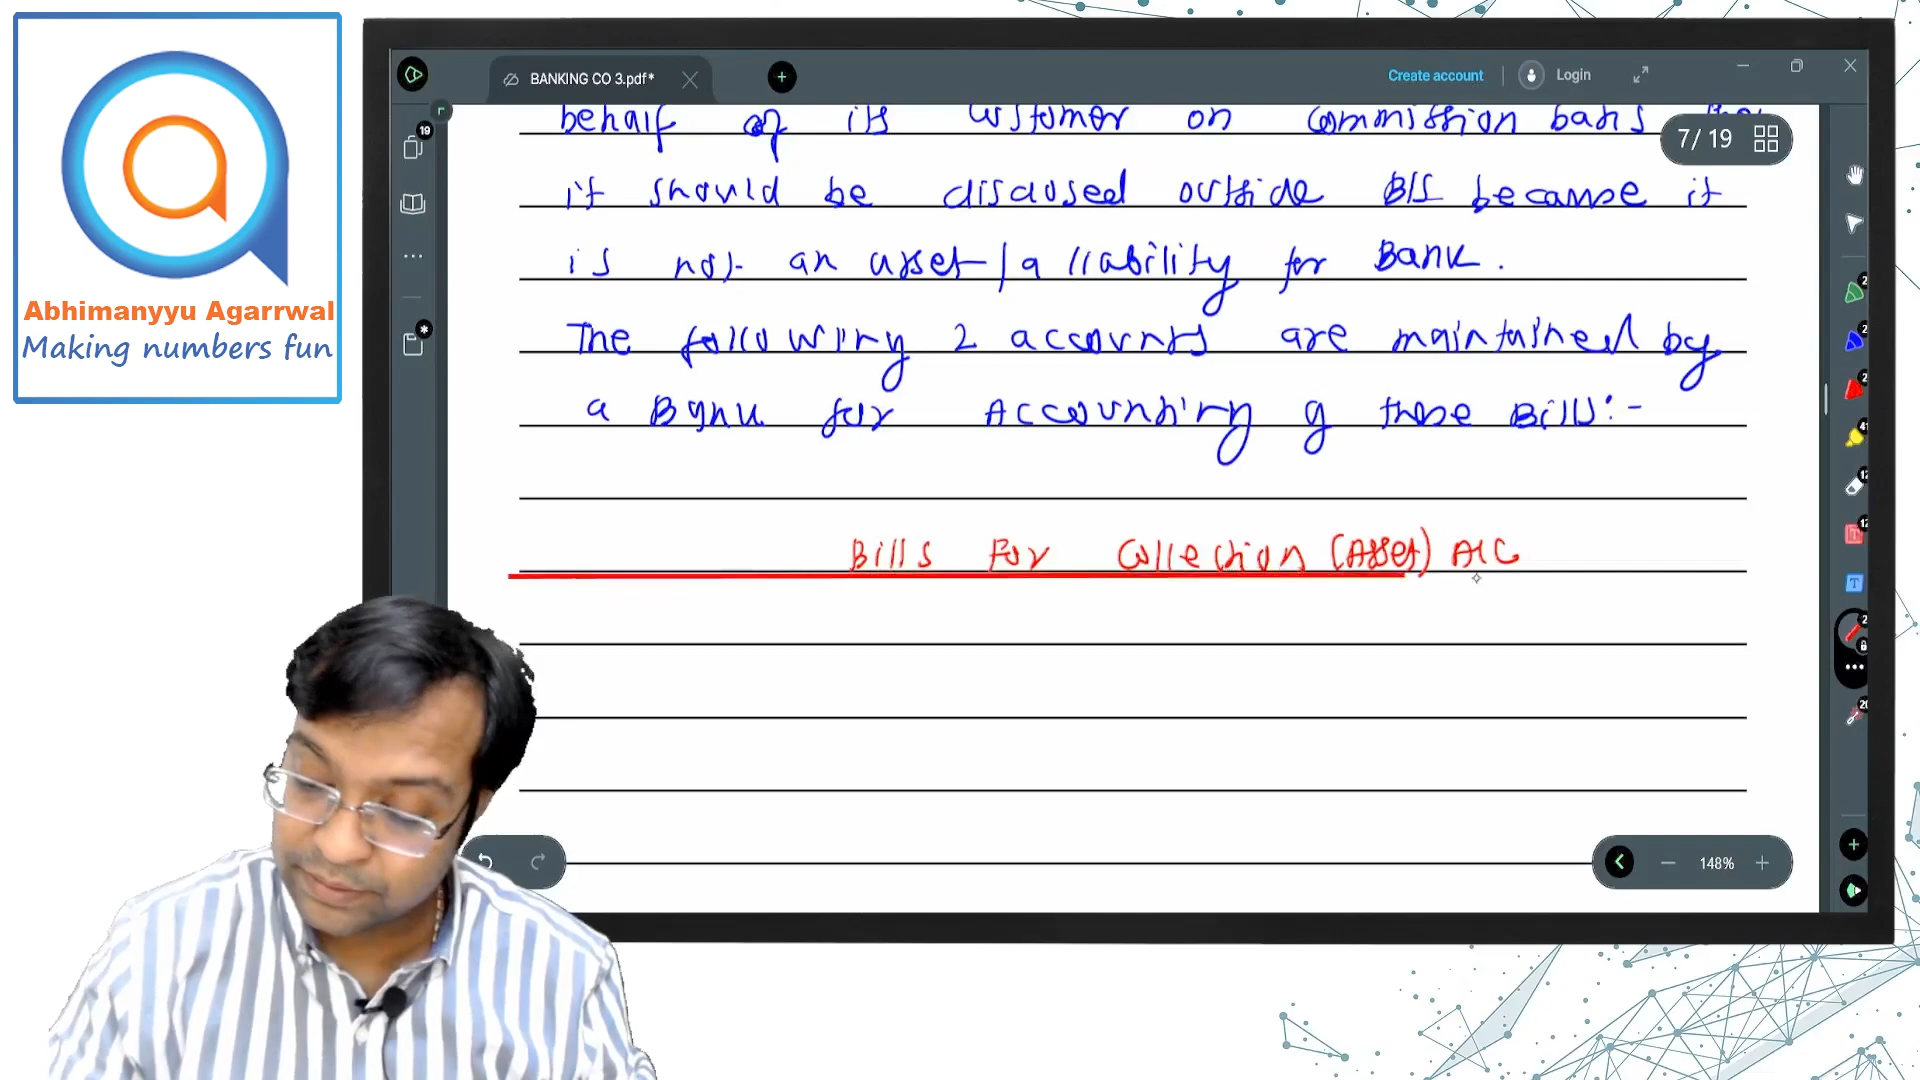 Abhimanyyu Agarrwal
Making numbers fun
BANKING CO 3.pdf*
Create account
Login
7/ 19
behalf of its customer on commission basis
it should be disclosed outside B/S because it
is not an asset / a liability for Bank.
The following 2 accounts are maintained by
a Bank for Accounting of these Bills:-
Bills For Collection (Asset) A/C
19
148%